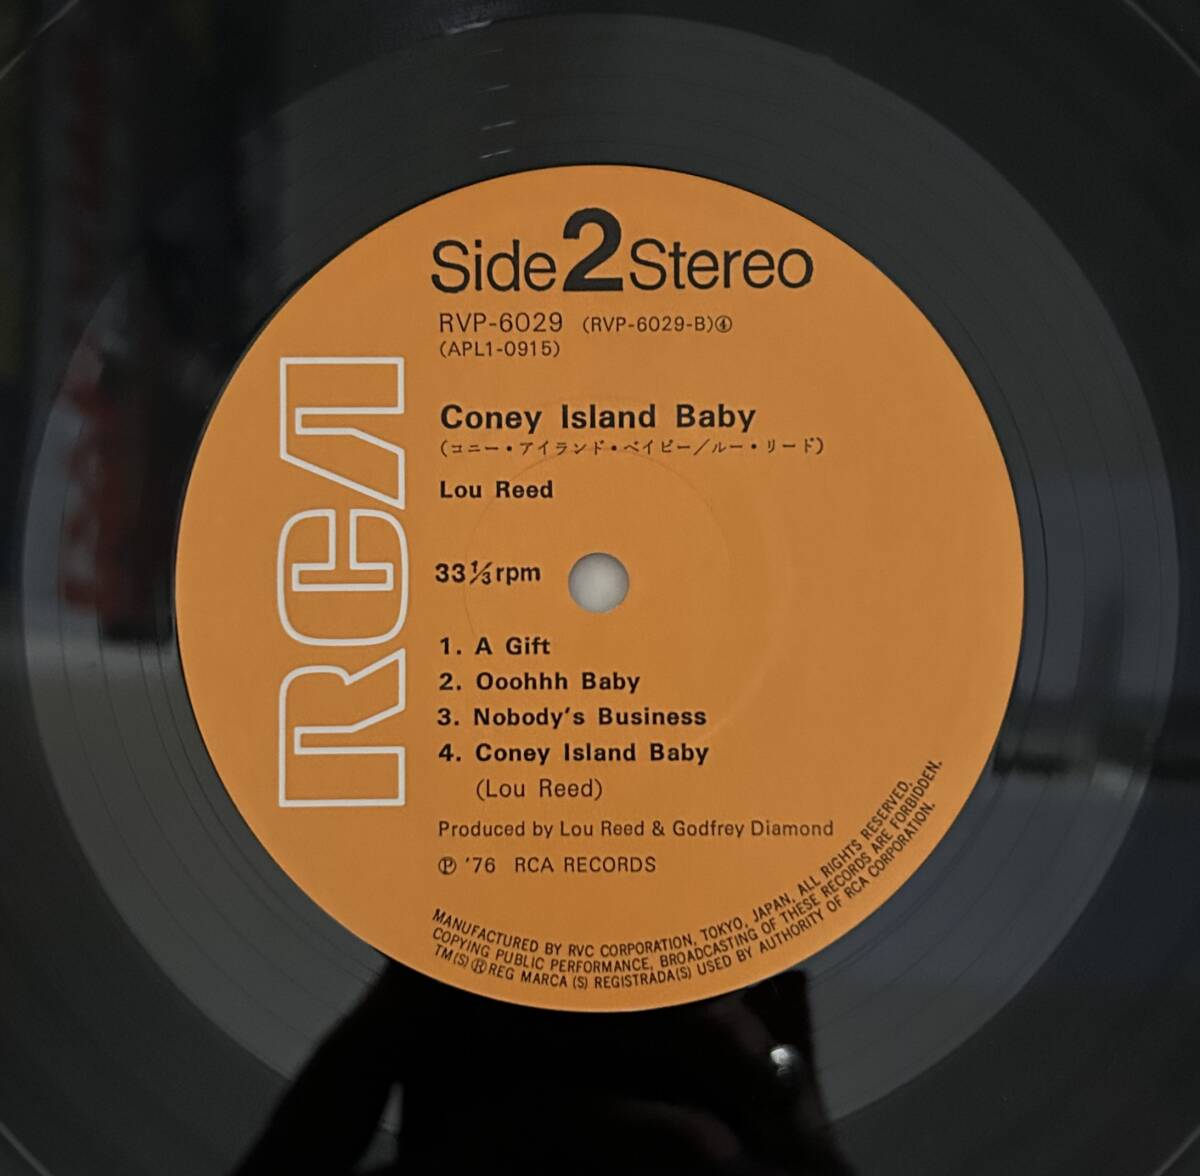 RCA
Side 2 Stereo
RVP-6029 (RVP-6029-B)④
(APL1-0915)
Coney Island Baby
(コニー・アイランド・ベイビー/ルー・リード)
Lou Reed
33⅓rpm
1. A Gift
2. Ooohhh Baby
3. Nobody's Business
4. Coney Island Baby
(Lou Reed)
Produced by Lou Reed & Godfrey Diamond
℗ '76 RCA RECORDS
MANUFACTURED BY RVC CORPORATION, TOKYO, JAPAN, ALL RIGHTS RESERVED.
COPYING PUBLIC PERFORMANCE, BROADCASTING OF THESE RECORDS ARE FORBIDDEN.
TM(S) ® REG MARCA (S) REGISTRADA(S) USED BY AUTHORITY OF RCA CORPORATION.